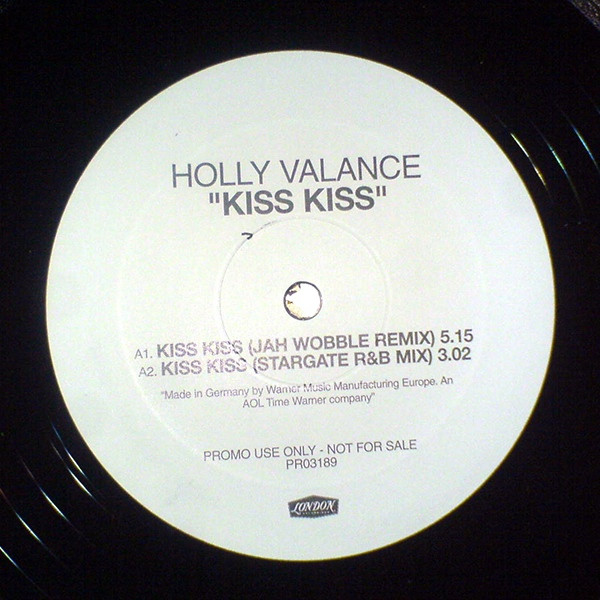 HOLLY VALANCE
"KISS KISS"
A1. KISS KISS (JAH WOBBLE REMIX) 5.15
A2. KISS KISS (STARGATE R&B MIX) 3.02
"Made in Germany by Warner Music Manufacturing Europe. An
AOL Time Warner company"
PROMO USE ONLY - NOT FOR SALE
PR03189
LONDON